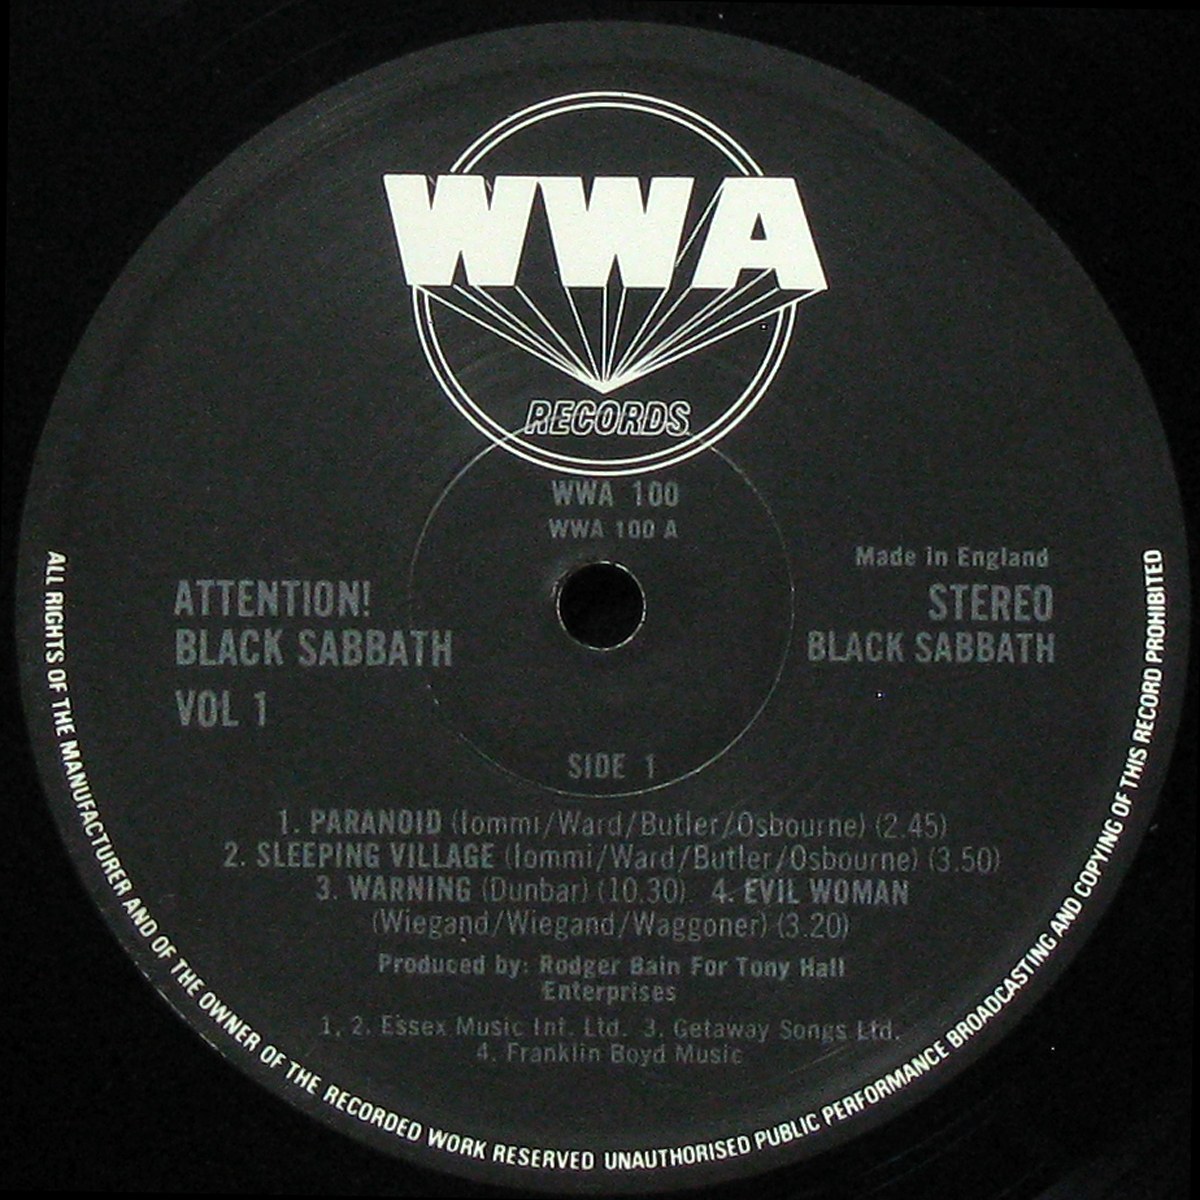 WWA
RECORDS
WWA 100
WWA 100 A
Made in England
ATTENTION!
BLACK SABBATH
VOL 1
STEREO
BLACK SABBATH
SIDE 1
1. PARANOID (Iommi/Ward/Butler/Osbourne) (2.45)
2. SLEEPING VILLAGE (Iommi/Ward/Butler/Osbourne) (3.50)
3. WARNING (Dunbar) (10.30) 4. EVIL WOMAN
(Wiegand/Wiegand/Waggoner) (3.20)
Produced by: Rodger Bain For Tony Hall
Enterprises
1, 2. Essex Music Int. Ltd. 3. Getaway Songs Ltd.
4. Franklin Boyd Music
ALL RIGHTS OF THE MANUFACTURER AND OF THE OWNER OF THE RECORDED WORK RESERVED UNAUTHORISED PUBLIC PERFORMANCE BROADCASTING AND COPYING OF THIS RECORD PROHIBITED